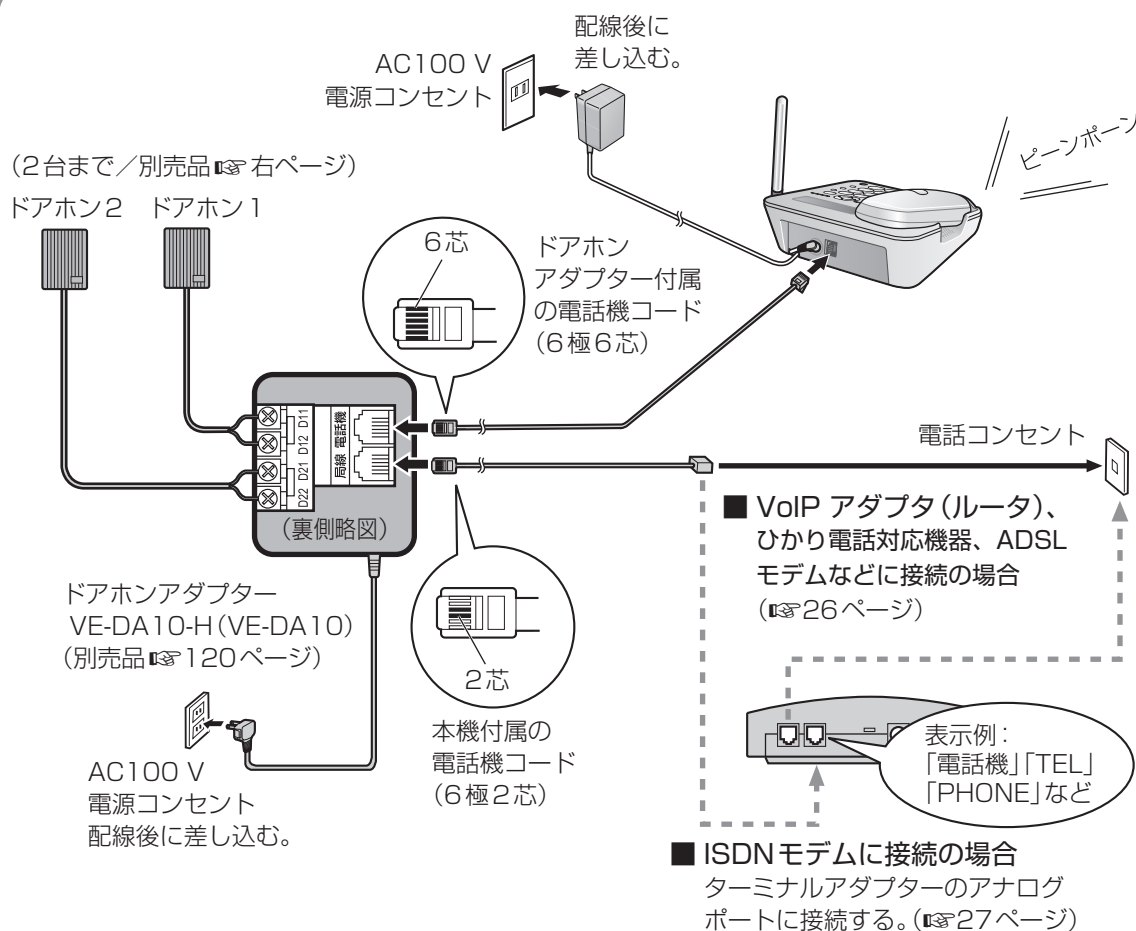 配線後に
差し込む。
AC100 V
電源コンセント
ピーンポーン
（2台まで／別売品☞右ページ）
ドアホン2 ドアホン1
6芯
ドアホン
アダプター付属
の電話機コード
（6極6芯）
D11
D12
D21
D22
電話機
局線
（裏側略図）
電話コンセント
■ VoIP アダプタ（ルータ）、
ひかり電話対応機器、ADSL
モデムなどに接続の場合
（☞26ページ）
ドアホンアダプター
VE-DA10-H（VE-DA10）
（別売品☞120ページ）
2芯
本機付属の
電話機コード
（6極2芯）
AC100 V
電源コンセント
配線後に差し込む。
表示例：
「電話機」「TEL」
「PHONE」など
■ ISDNモデムに接続の場合
ターミナルアダプターのアナログ
ポートに接続する。（☞27ページ）